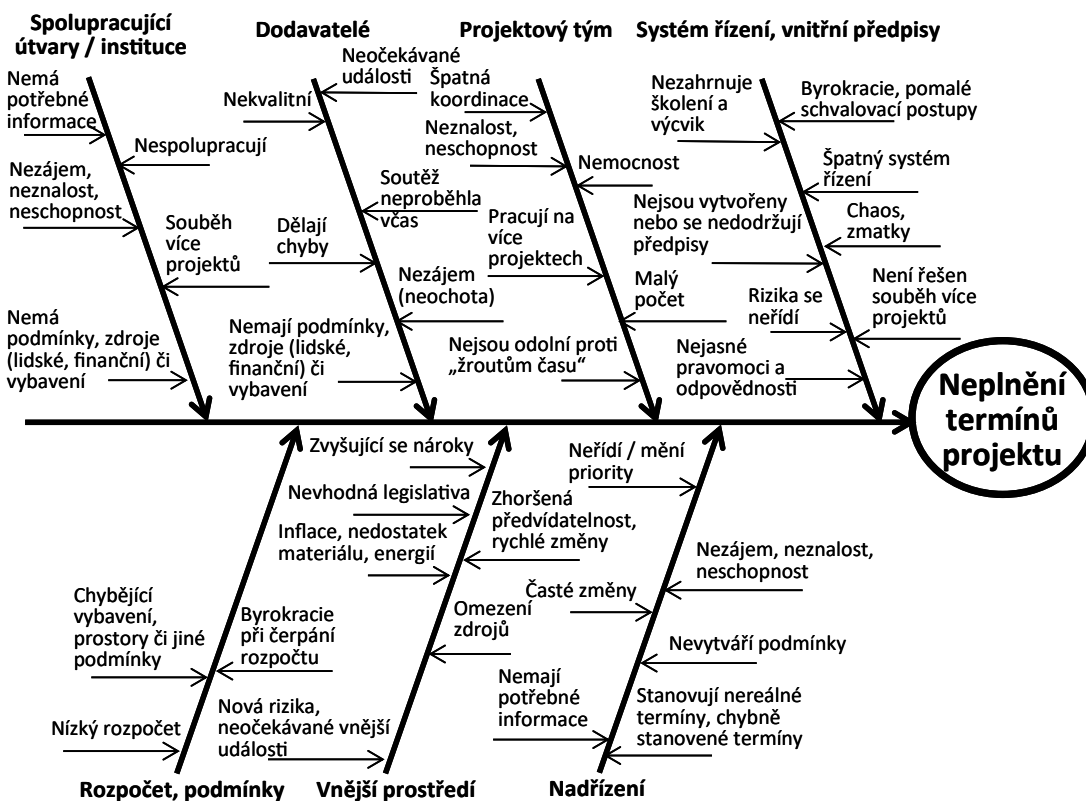 Spolupracující
útvary / instituce
Nemá
potřebné
informace
Nespolupracují
Nezájem,
neznalost,
neschopnost
Souběh
více
projektů
Nemá
podmínky, zdroje
(lidské, finanční) či
vybavení
Dodavatelé
Neočekávané
události
Nekvalitní
Soutěž
neproběhla
včas
Dělají
chyby
Nezájem
(neochota)
Nemají podmínky,
zdroje (lidské,
finanční) či
vybavení
Projektový tým
Špatná
koordinace
Neznalost,
neschopnost
Nemocnost
Pracují na
více
projektech
Malý
počet
Nejsou odolní proti
„žroutům času“
Systém řízení, vnitřní předpisy
Nezahrnuje
školení a
výcvik
Byrokracie, pomalé
schvalovací postupy
Špatný systém
řízení
Nejsou vytvořeny
nebo se nedodržují
předpisy
Chaos,
zmatky
Rizika se
neřídí
Není řešen
souběh více
projektů
Nejasné
pravomoci a
odpovědnosti
Neplnění
termínů
projektu
Chybějící
vybavení,
prostory či jiné
podmínky
Byrokracie
při čerpání
rozpočtu
Nízký rozpočet
Rozpočet, podmínky
Zvyšující se nároky
Nevhodná legislativa
Zhoršená
předvídatelnost,
rychlé změny
Inflace, nedostatek
materiálu, energií
Omezení
zdrojů
Nová rizika,
neočekávané vnější
události
Vnější prostředí
Neřídí / mění
priority
Nezájem, neznalost,
neschopnost
Časté změny
Nevytváří podmínky
Nemají
potřebné
informace
Stanovují nereálné
termíny, chybně
stanovené termíny
Nadřízení